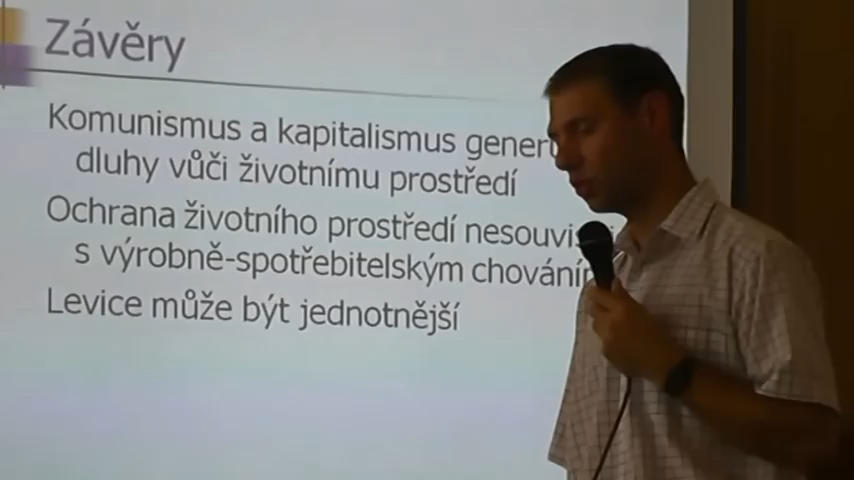 Závěry
Komunismus a kapitalismus
dluhy vůči životnímu prostředí
Ochrana životního prostředí
s výrobně-spotřebitelským
Levice může být jednotnější